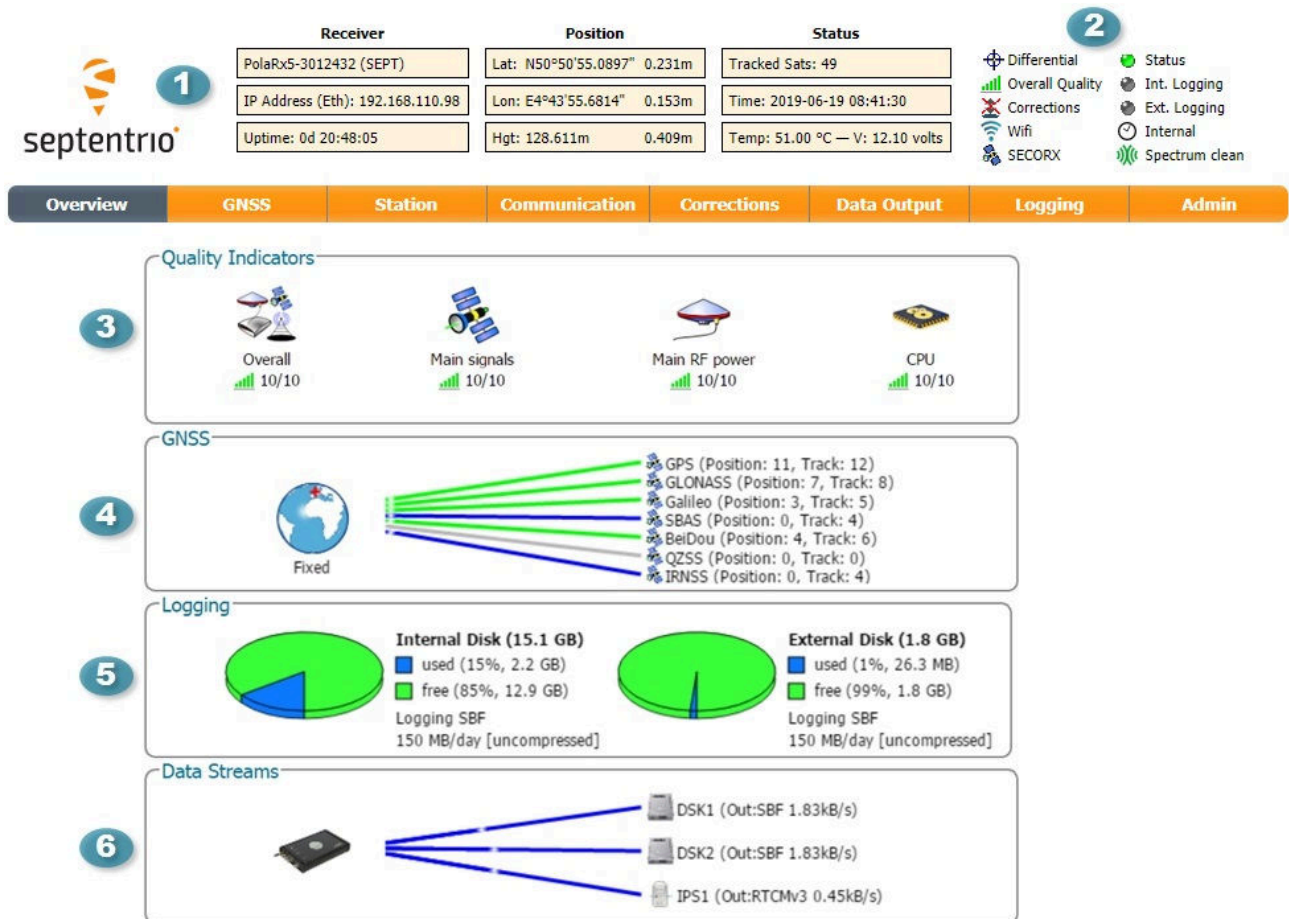 Receiver
Position
Status
2
1
septentrio
PolaRx5-3012432 (SEPT)
Lat: N50°50'55.0897" 0.231m
Tracked Sats: 49
IP Address (Eth): 192.168.110.98
Lon: E4°43'55.6814" 0.153m
Time: 2019-06-19 08:41:30
Uptime: 0d 20:48:05
Hgt: 128.611m 0.409m
Temp: 51.00 °C — V: 12.10 volts
Differential
Status
Overall Quality
Int. Logging
Corrections
Ext. Logging
Wifi
Internal
SECORX
Spectrum clean
Overview GNSS Station Communication Corrections Data Output Logging Admin
Quality Indicators
3
Overall
10/10
Main signals
10/10
Main RF power
10/10
CPU
10/10
GNSS
4
Fixed
GPS (Position: 11, Track: 12)
GLONASS (Position: 7, Track: 8)
Galileo (Position: 3, Track: 5)
SBAS (Position: 0, Track: 4)
BeiDou (Position: 4, Track: 6)
QZSS (Position: 0, Track: 0)
IRNSS (Position: 0, Track: 4)
Logging
5
Internal Disk (15.1 GB)
used (15%, 2.2 GB)
free (85%, 12.9 GB)
Logging SBF
150 MB/day [uncompressed]
External Disk (1.8 GB)
used (1%, 26.3 MB)
free (99%, 1.8 GB)
Logging SBF
150 MB/day [uncompressed]
Data Streams
6
DSK1 (Out:SBF 1.83kB/s)
DSK2 (Out:SBF 1.83kB/s)
IPS1 (Out:RTCMv3 0.45kB/s)